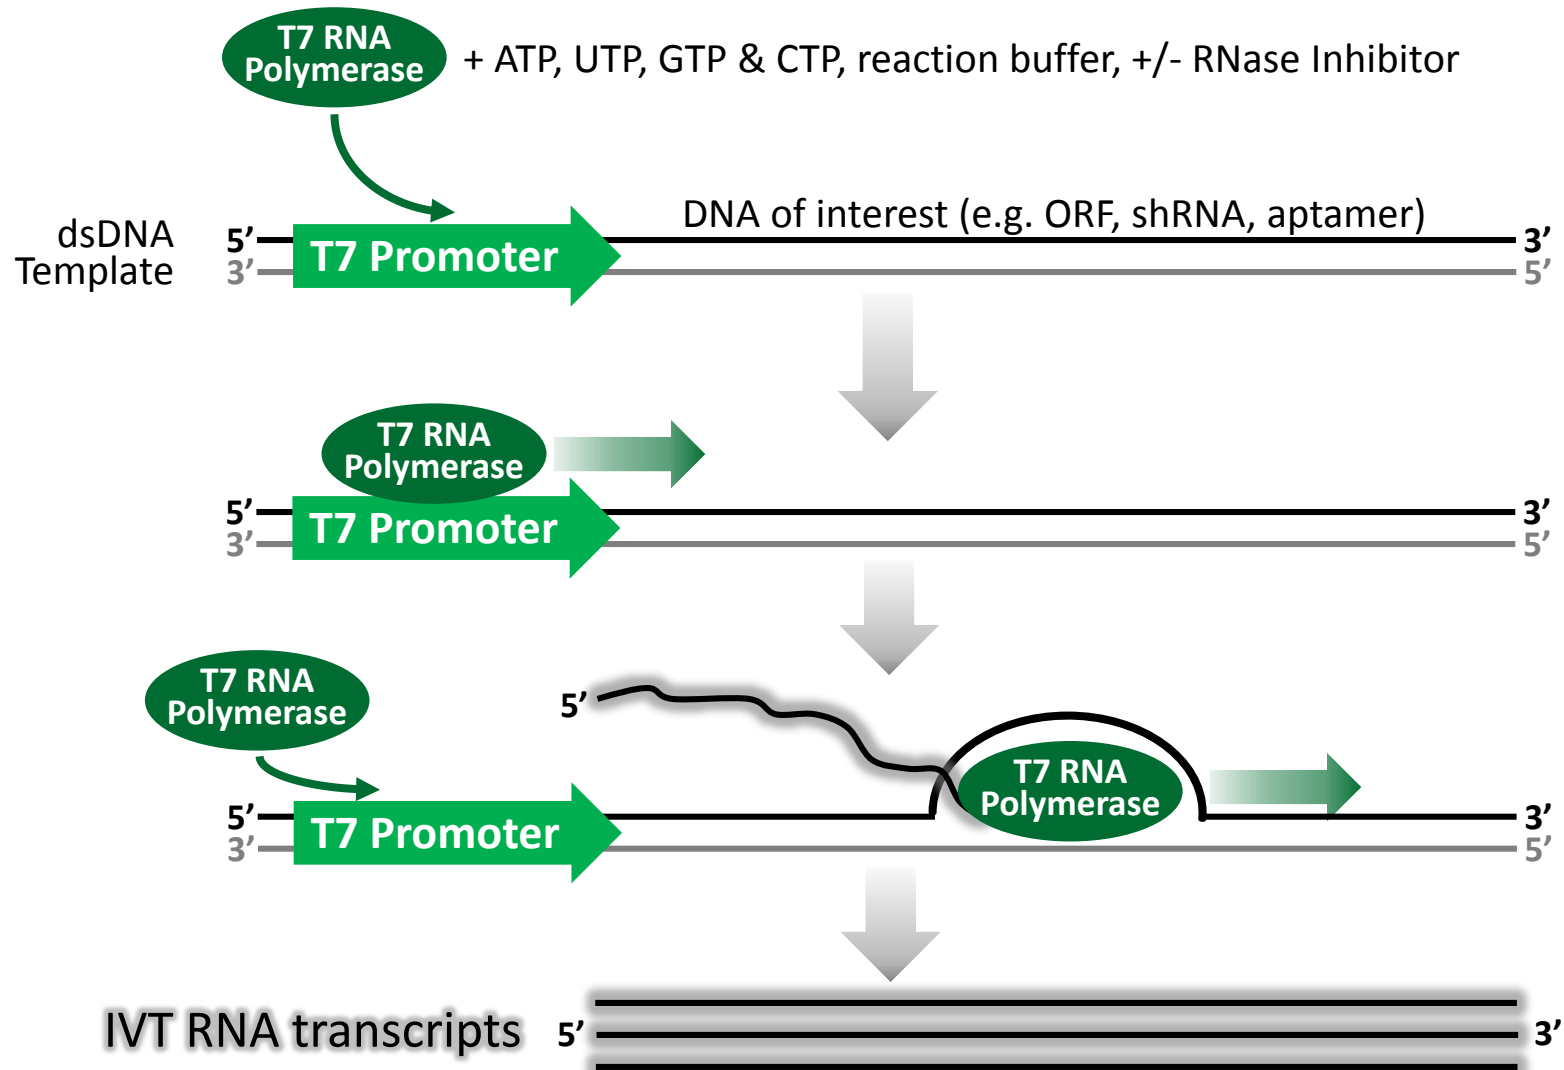 T7 RNA
Polymerase
+ ATP, UTP, GTP & CTP, reaction buffer, +/- RNase Inhibitor
DNA of interest (e.g. ORF, shRNA, aptamer)
dsDNA
Template
5’
3’
T7 Promoter
3’
5’
T7 RNA
Polymerase
5’
3’
T7 Promoter
3’
5’
T7 RNA
Polymerase
5’
T7 RNA
Polymerase
5’
3’
T7 Promoter
3’
5’
IVT RNA transcripts
5’
3’